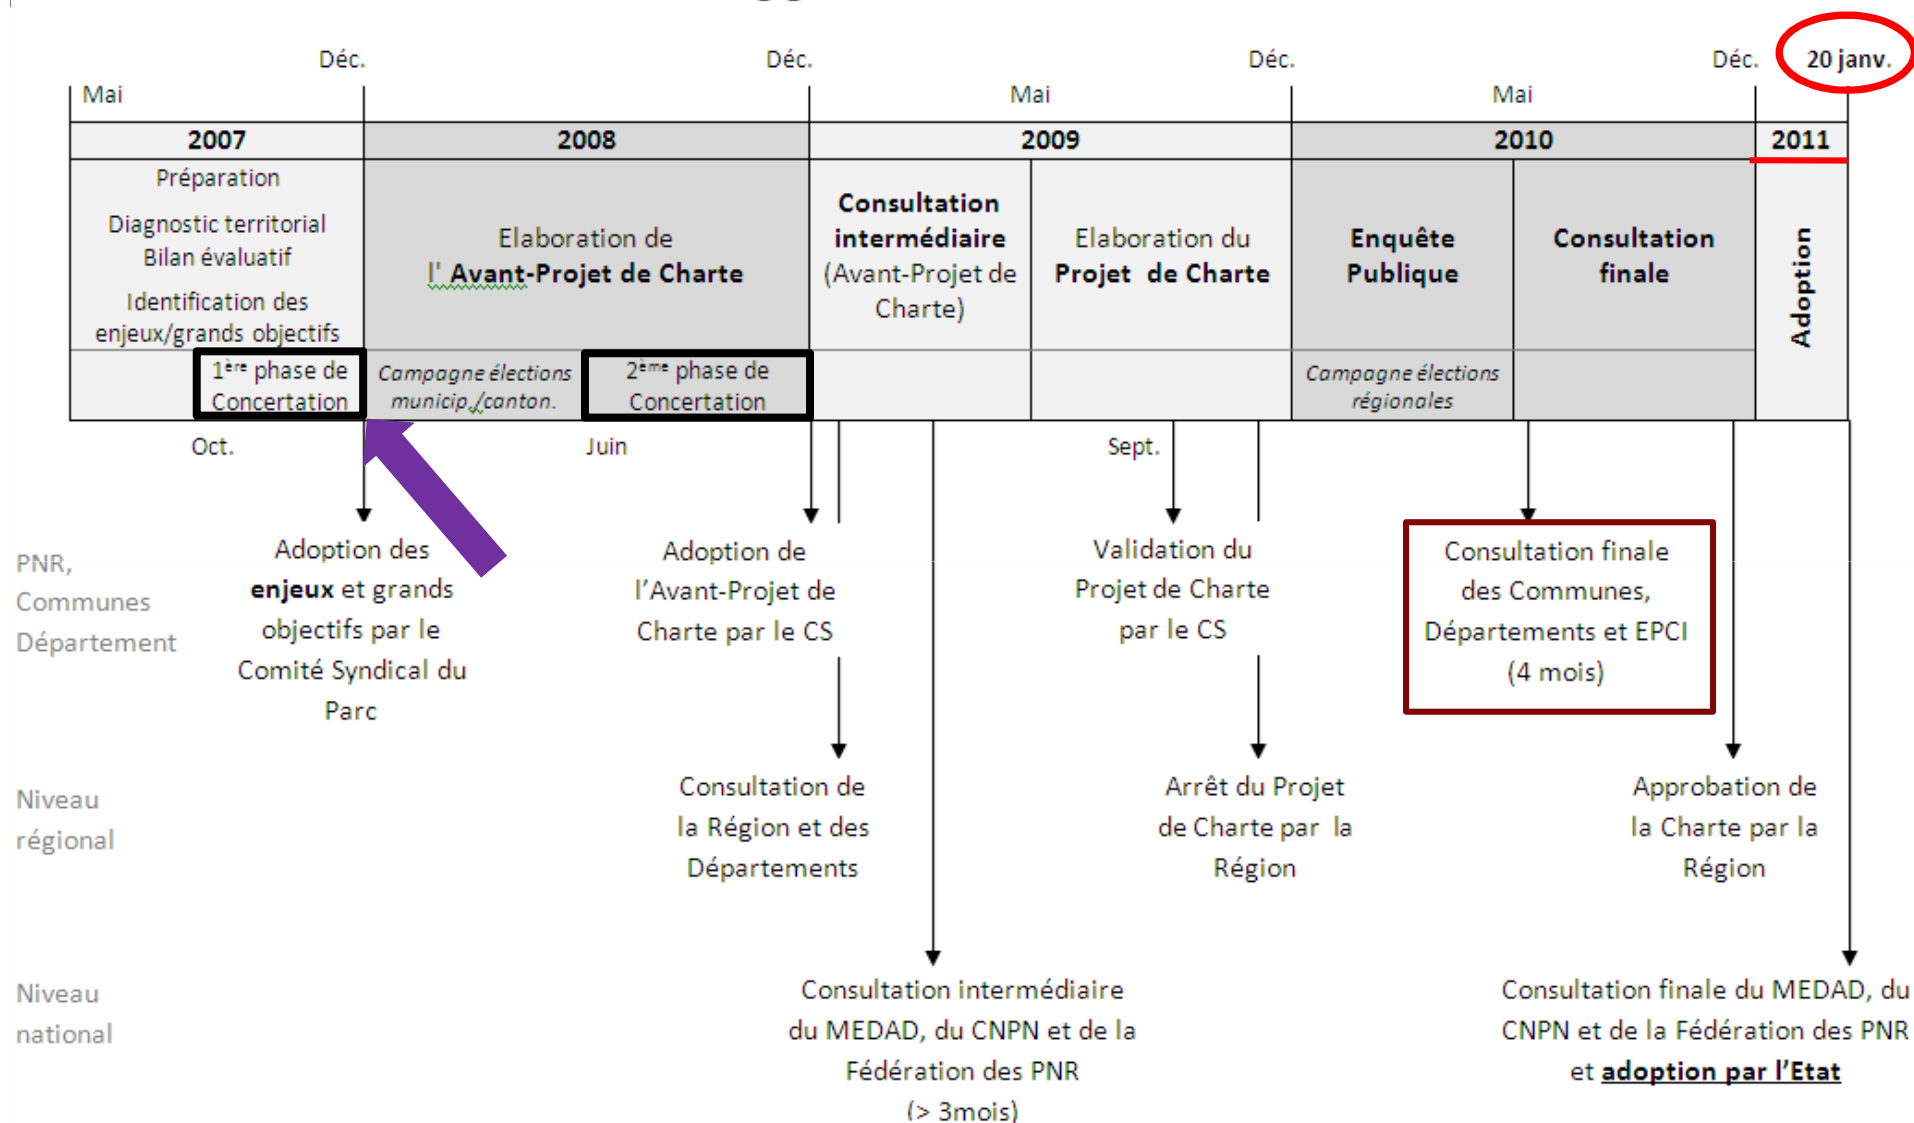 Déc.
Déc.
Déc.
Déc.
20 janv.
Mai
Mai
Mai
2007
2008
2009
2010
2011
Préparation
Diagnostic territorial
Bilan évaluatif
Identification des
enjeux/grands objectifs
Elaboration de
l' Avant-Projet de Charte
Consultation
intermédiaire
(Avant-Projet de
Charte)
Elaboration du
Projet de Charte
Enquête
Publique
Consultation
finale
Adoption
1ère phase de
Concertation
Campagne élections
municip./canton.
2ème phase de
Concertation
Campagne élections
régionales
Oct.
Juin
Sept.
PNR,
Communes
Département
Adoption des
enjeux et grands
objectifs par le
Comité Syndical du
Parc
Adoption de
l’Avant-Projet de
Charte par le CS
Validation du
Projet de Charte
par le CS
Consultation finale
des Communes,
Départements et EPCI
(4 mois)
Niveau
régional
Consultation de
la Région et des
Départements
Arrêt du Projet
de Charte par la
Région
Approbation de
la Charte par la
Région
Niveau
national
Consultation intermédiaire
du MEDAD, du CNPN et de la
Fédération des PNR
(> 3mois)
Consultation finale du MEDAD, du
CNPN et de la Fédération des PNR
et adoption par l’Etat